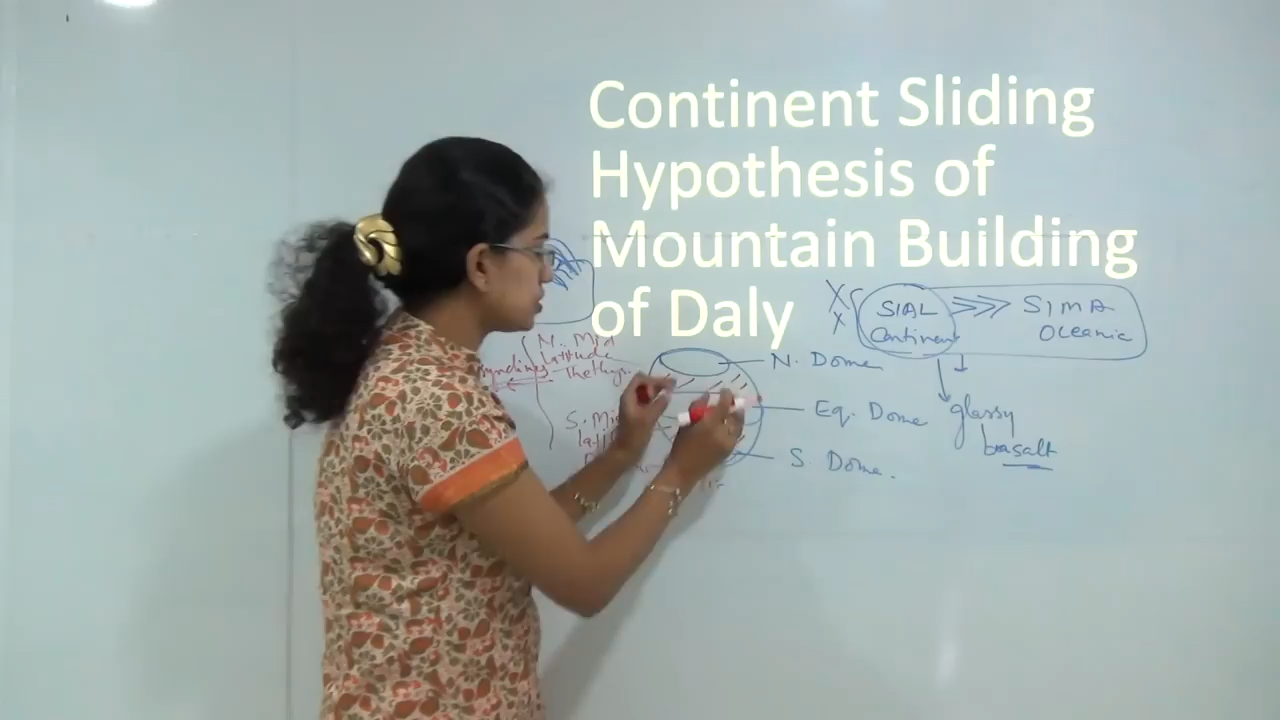 Continent Sliding
Hypothesis of
Mountain Building
of Daly
X
X
SIAL
Continent
SIMA
Oceanic
N. Mid
latitude
N. Dome
Eq. Dome
S. Dome.
glassy
basalt